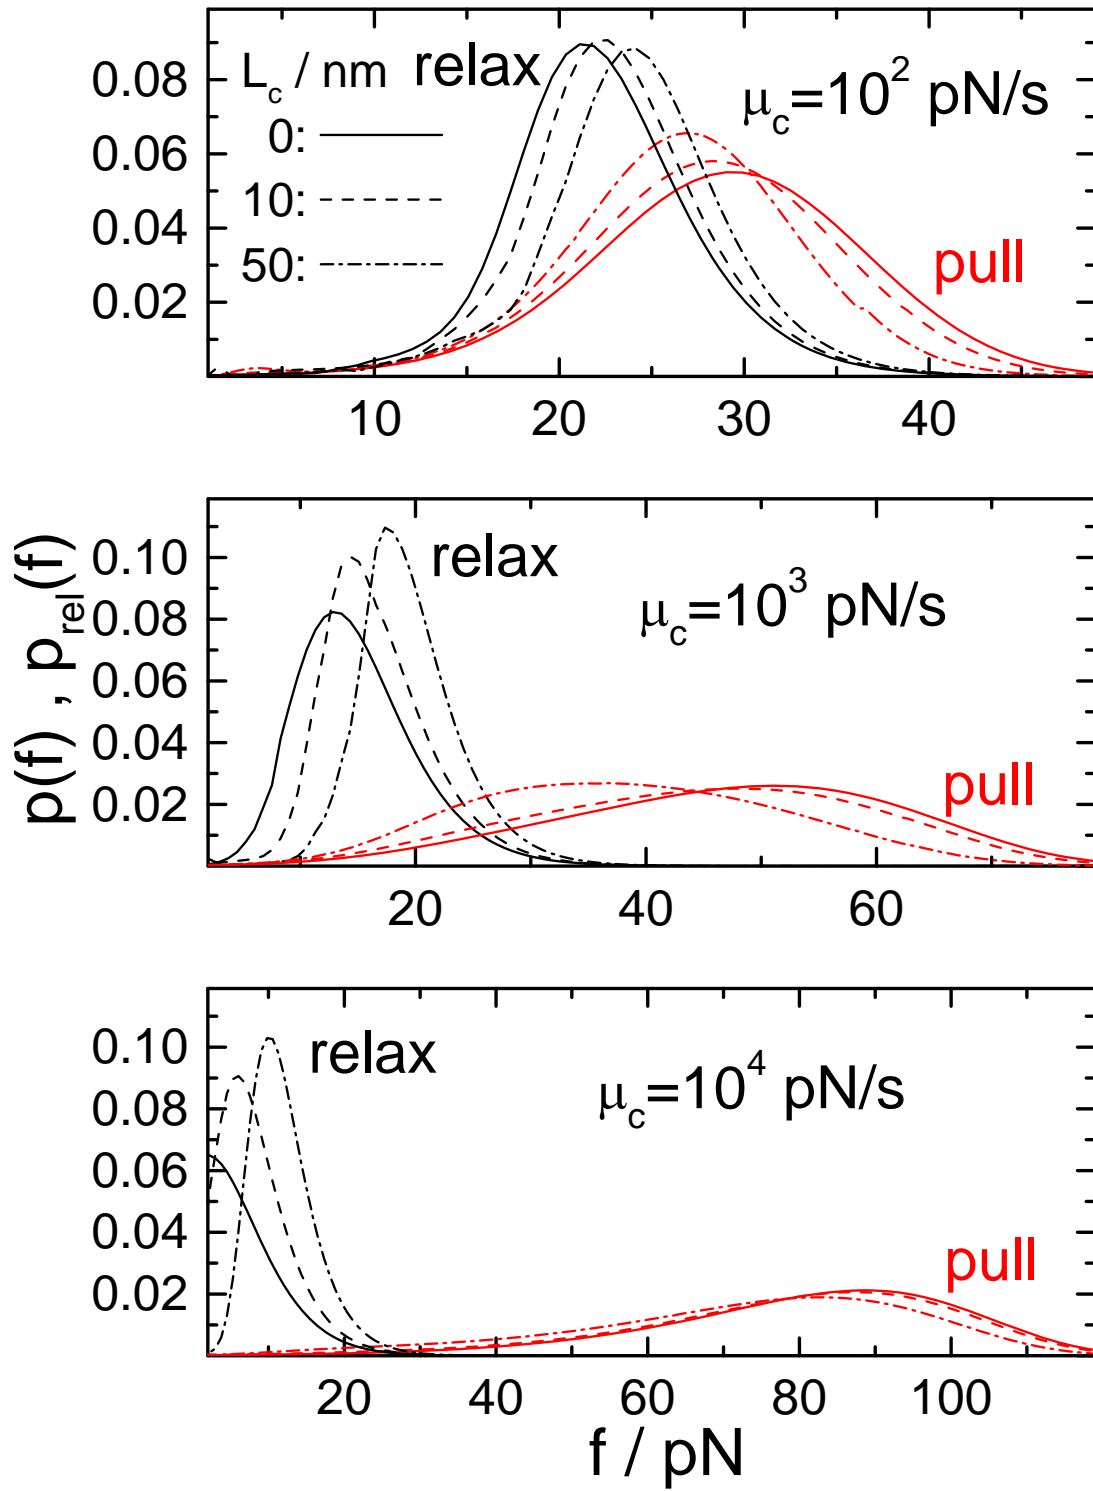 L_c / nm relax
μ_c=10^2 pN/s
0:
10:
50:
pull
0.08
0.06
0.04
0.02
10 20 30 40
relax
μ_c=10^3 pN/s
pull
0.10
0.08
0.06
0.04
0.02
20 40 60
p(f) , p_rel(f)
relax
μ_c=10^4 pN/s
pull
0.10
0.08
0.06
0.04
0.02
20 40 60 80 100
f / pN